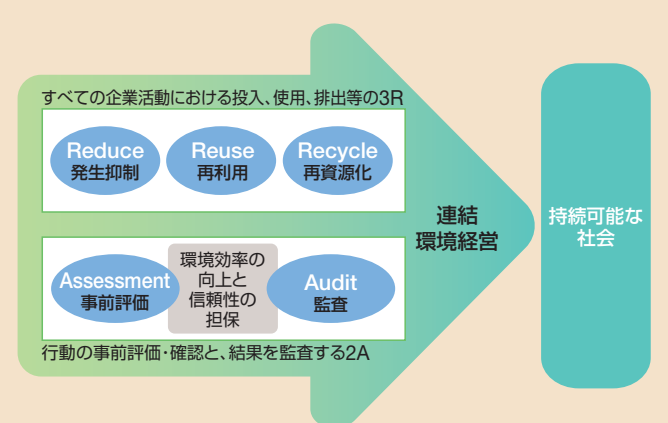 すべての企業活動における投入、使用、排出等の3R
Reduce
発生抑制
Reuse
再利用
Recycle
再資源化
連結
環境経営
持続可能な
社会
Assessment
事前評価
環境効率の
向上と
信頼性の
担保
Audit
監査
行動の事前評価・確認と、結果を監査する2A